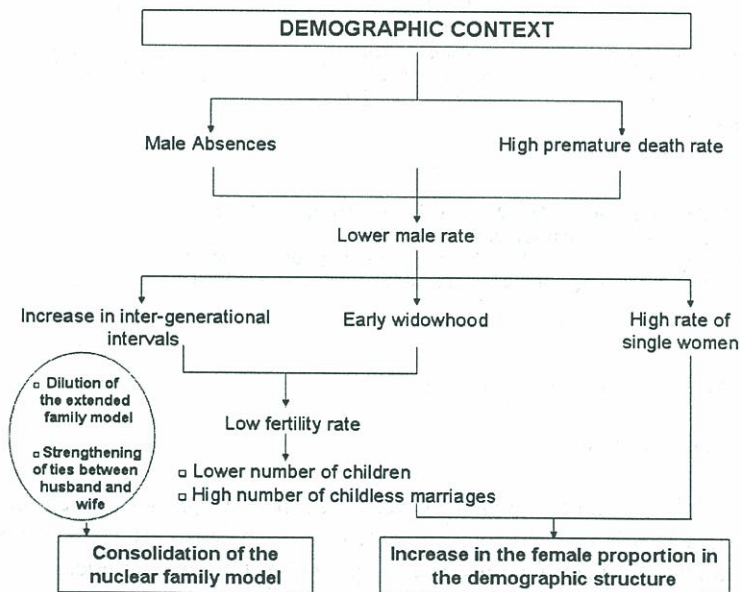 DEMOGRAPHIC CONTEXT
Male Absences
High premature death rate
Lower male rate
Increase in inter-generational
intervals
Early widowhood
High rate of
single women
▫ Dilution of
the extended
family model
▫ Strengthening
of ties between
husband and
wife
Low fertility rate
▫ Lower number of children
▫ High number of childless marriages
Consolidation of the
nuclear family model
Increase in the female proportion in
the demographic structure